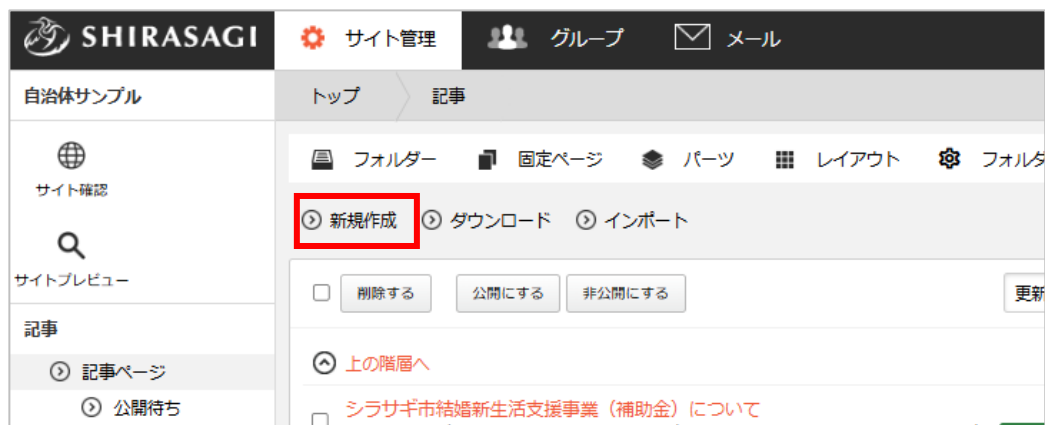 SHIRASAGI サイト管理 グループ メール
自治体サンプル
トップ 記事
サイト確認
フォルダー 固定ページ パーツ レイアウト フォルダ
新規作成 ダウンロード インポート
サイトプレビュー
削除する 公開にする 非公開にする 更新
記事
記事ページ
公開待ち
上の階層へ
シラサギ市結婚新生活支援事業（補助金）について